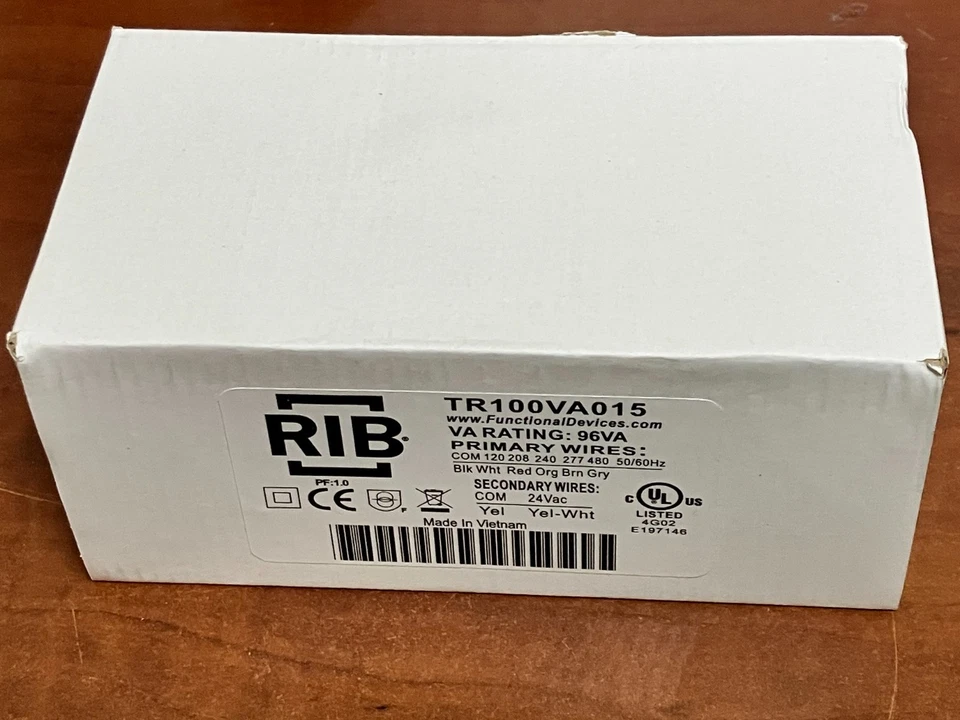 RIB®
TR100VA015
www.FunctionalDevices.com
VA RATING: 96VA
PRIMARY WIRES:
COM 120 208 240 277 480 50/60Hz
Blk Wht Red Org Brn Gry
PF:1.0
SECONDARY WIRES:
COM 24Vac
Yel Yel-Wht
CE
F
Made In Vietnam
c UL US
LISTED
4G02
E197146